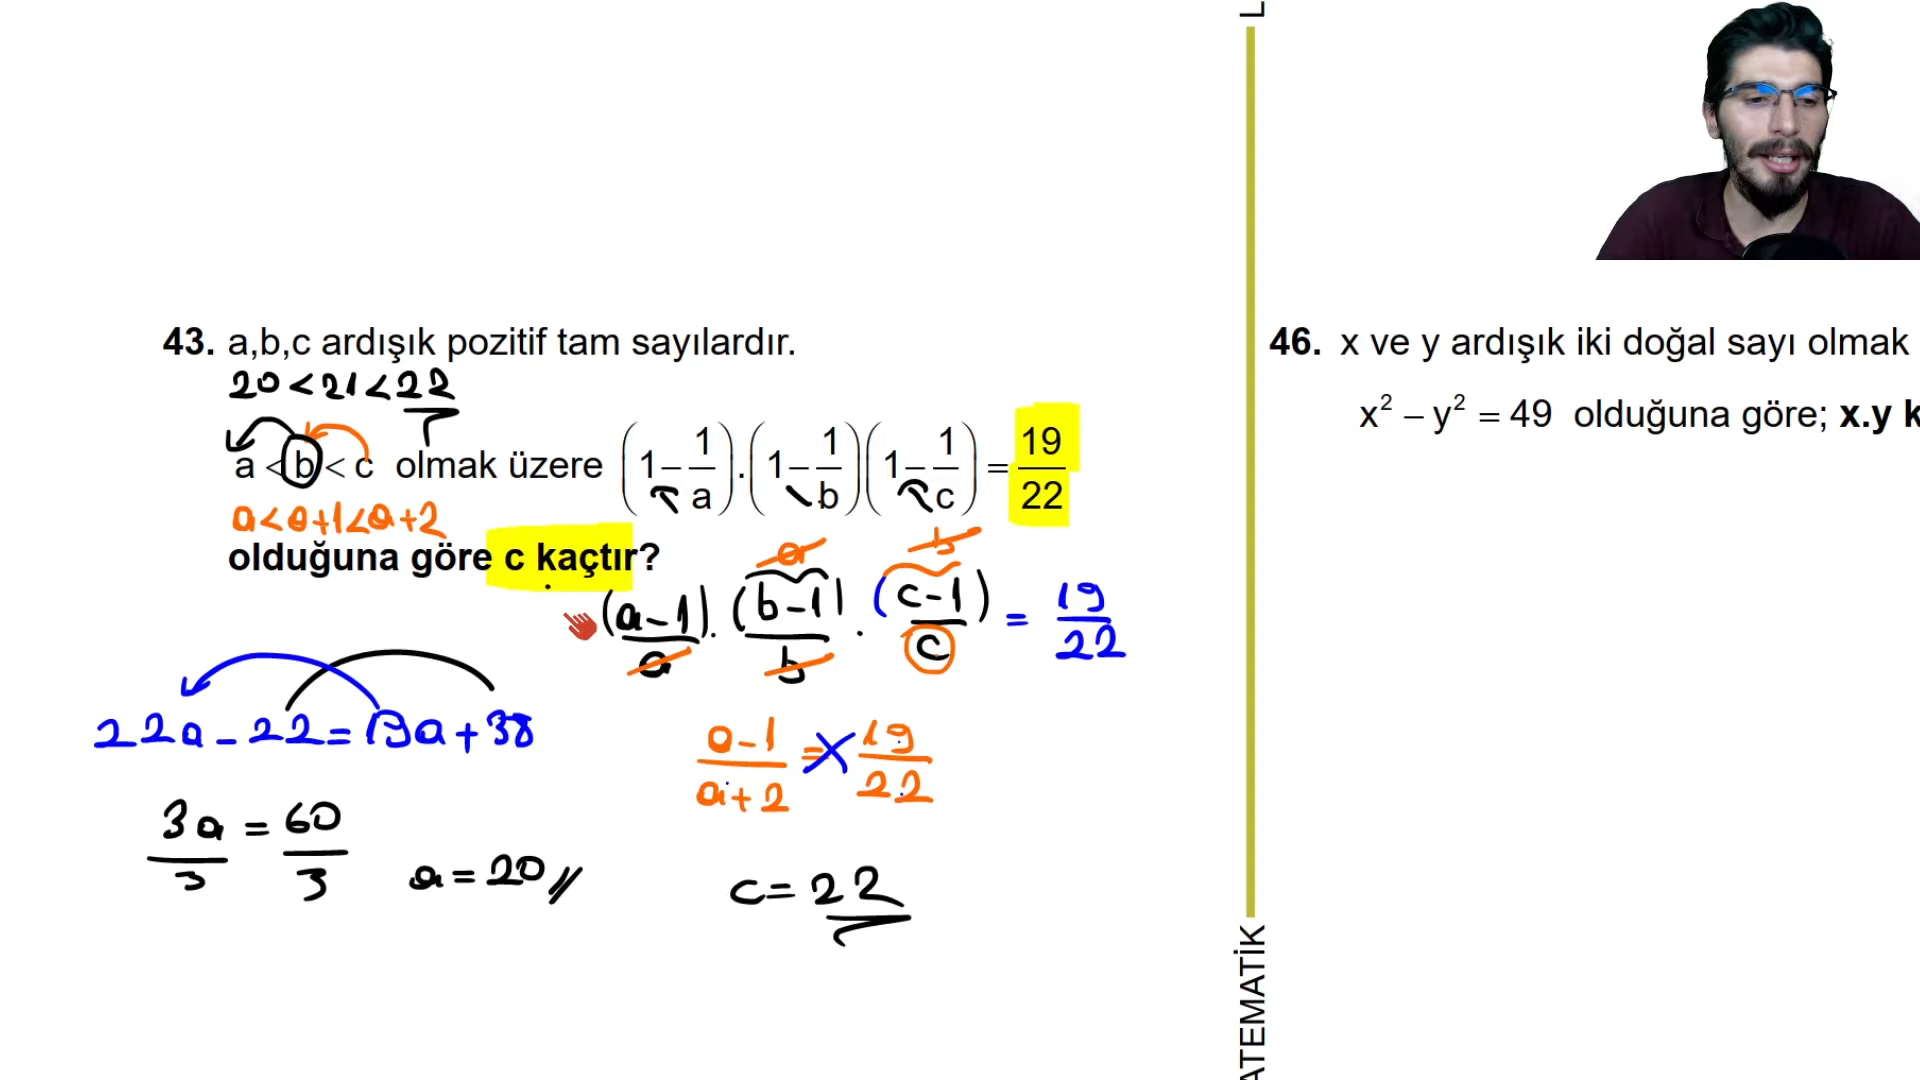 43. a,b,c ardışık pozitif tam sayılardır.
20 < 21 < 22
a < b < c olmak üzere (1 – 1/a).(1 – 1/b)(1 – 1/c) = 19/22
a < a+1 < a+2
olduğuna göre c kaçtır?
a b
(a-1)/a . (b-1)/b . (c-1)/c = 19/22
22a - 22 = 19a + 38
(a-1)/(a+2) = 19/22
3a/3 = 60/3
a = 20
c = 22
L
MATEMATİK
46. x ve y ardışık iki doğal sayı olmak
x² – y² = 49 olduğuna göre; x.y k